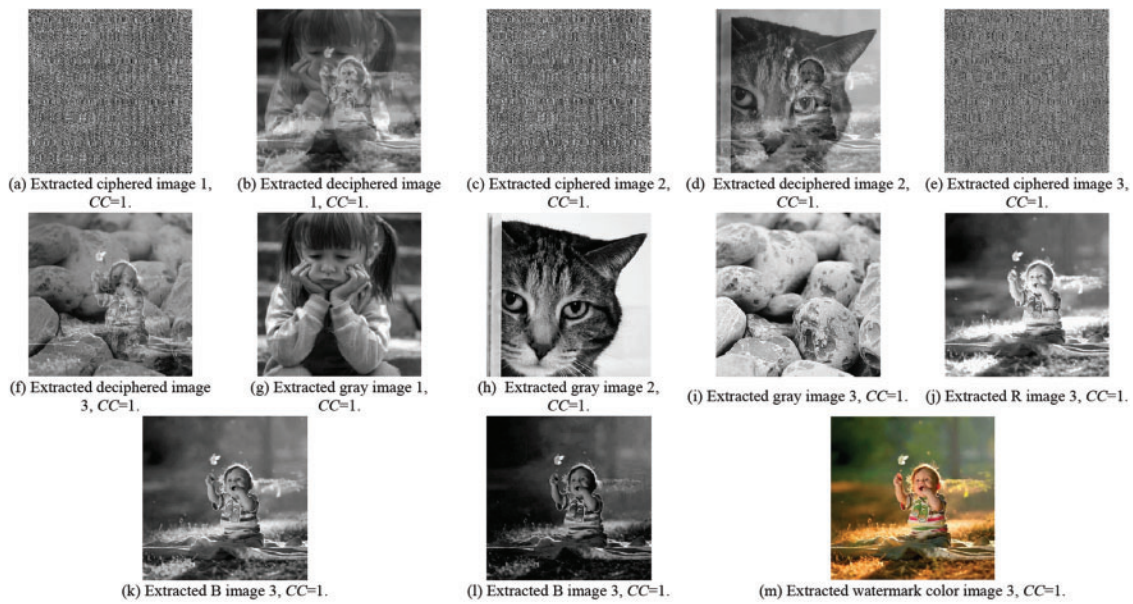 (a) Extracted ciphered image 1,
CC=1.
(b) Extracted deciphered image
1, CC=1.
(c) Extracted ciphered image 2,
CC=1.
(d) Extracted deciphered image 2,
CC=1.
(e) Extracted ciphered image 3,
CC=1.
(f) Extracted deciphered image
3, CC=1.
(g) Extracted gray image 1,
CC=1.
(h) Extracted gray image 2,
CC=1.
(i) Extracted gray image 3, CC=1.
(j) Extracted R image 3, CC=1.
(k) Extracted B image 3, CC=1.
(l) Extracted B image 3, CC=1.
(m) Extracted watermark color image 3, CC=1.